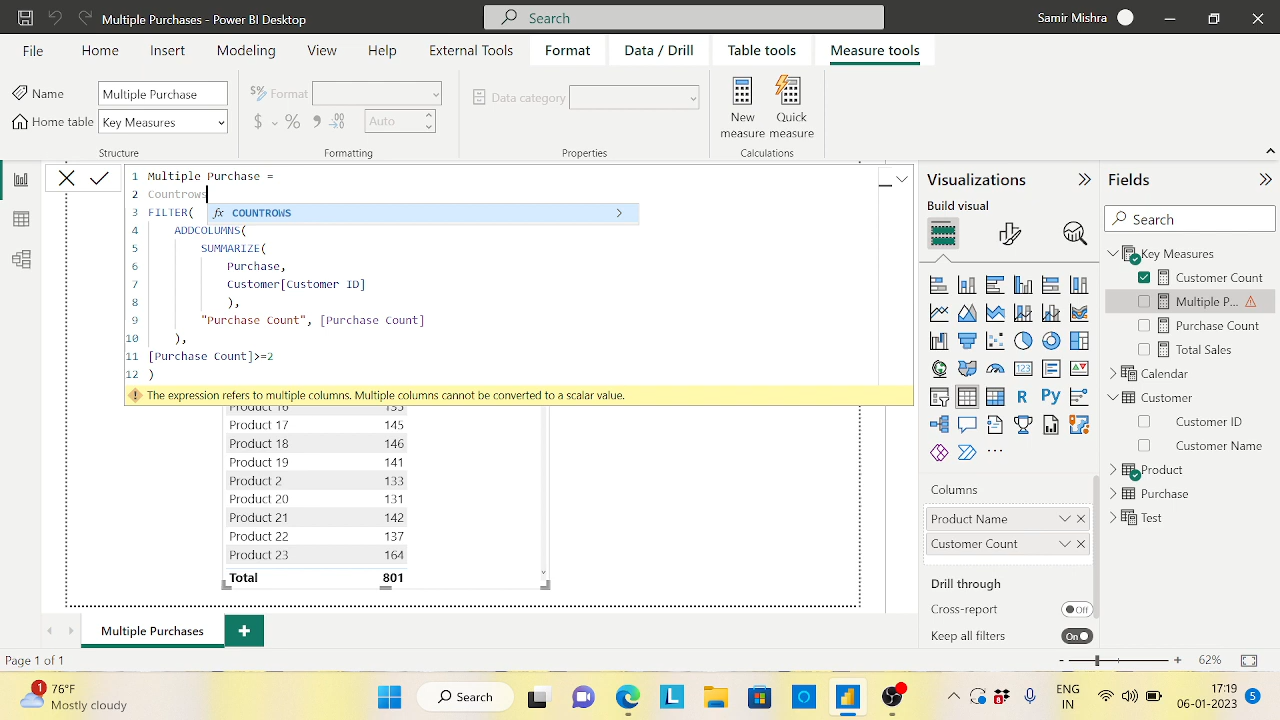 Multiple Purchases - Power BI Desktop
Search
Samir Mishra
File
Home
Insert
Modeling
View
Help
External Tools
Format
Data / Drill
Table tools
Measure tools
Name
Multiple Purchase
Home table
Key Measures
Structure
Format
$ % 9
Auto
Formatting
Data category
Properties
New measure
Quick measure
Calculations
1 Multiple Purchase =
2 Countrows
fx COUNTROWS
3 FILTER(
4 ADDCOLUMNS(
5 SUMMARIZE(
6 Purchase,
7 Customer[Customer ID]
8 ),
9 "Purchase Count", [Purchase Count]
10 ),
11 [Purchase Count]>=2
12 )
The expression refers to multiple columns. Multiple columns cannot be converted to a scalar value.
Product 17 145
Product 18 146
Product 19 141
Product 2 133
Product 20 131
Product 21 142
Product 22 137
Product 23 164
Total 801
Visualizations
Build visual
123
R
Py
Columns
Product Name
Customer Count
Drill through
Cross-report
Off
Keep all filters
On
Fields
Search
Key Measures
Customer Count
Multiple P...
Purchase Count
Total Sales
Calendar
Customer
Customer ID
Customer Name
Product
Purchase
Test
Multiple Purchases
+
Page 1 of 1
- + 62%
1
76°F
Mostly cloudy
Search
L
ENG
IN
17:19
06-01-2023
5